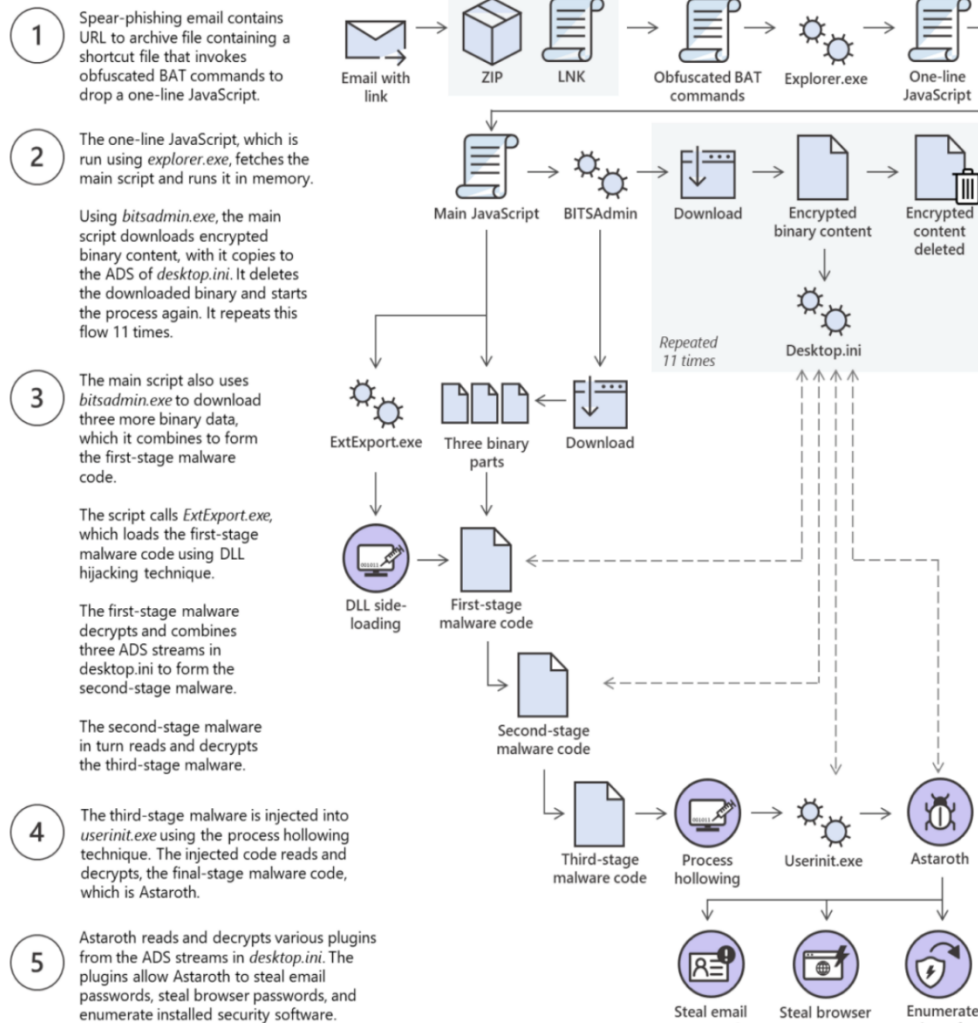 1
Spear-phishing email contains
URL to archive file containing a
shortcut file that invokes
obfuscated BAT commands to
drop a one-line JavaScript.
Email with
link
ZIP
LNK
Obfuscated BAT
commands
Explorer.exe
One-line
JavaScript
2
The one-line JavaScript, which is
run using explorer.exe, fetches the
main script and runs it in memory.
Using bitsadmin.exe, the main
script downloads encrypted
binary content, with it copies to
the ADS of desktop.ini. It deletes
the downloaded binary and starts
the process again. It repeats this
flow 11 times.
Main JavaScript
BITSAdmin
Download
Encrypted
binary content
Encrypted
content
deleted
Desktop.ini
Repeated
11 times
3
The main script also uses
bitsadmin.exe to download
three more binary data,
which it combines to form
the first-stage malware
code.
The script calls ExtExport.exe,
which loads the first-stage
malware code using DLL
hijacking technique.
The first-stage malware
decrypts and combines
three ADS streams in
desktop.ini to form the
second-stage malware.
The second-stage malware
in turn reads and decrypts
the third-stage malware.
ExtExport.exe
Three binary
parts
Download
DLL side-
loading
First-stage
malware code
Second-stage
malware code
4
The third-stage malware is injected into
userinit.exe using the process hollowing
technique. The injected code reads and
decrypts, the final-stage malware code,
which is Astaroth.
Third-stage
malware code
Process
hollowing
Userinit.exe
Astaroth
5
Astaroth reads and decrypts various plugins
from the ADS streams in desktop.ini. The
plugins allow Astaroth to steal email
passwords, steal browser passwords, and
enumerate installed security software.
Steal email
Steal browser
Enumerate